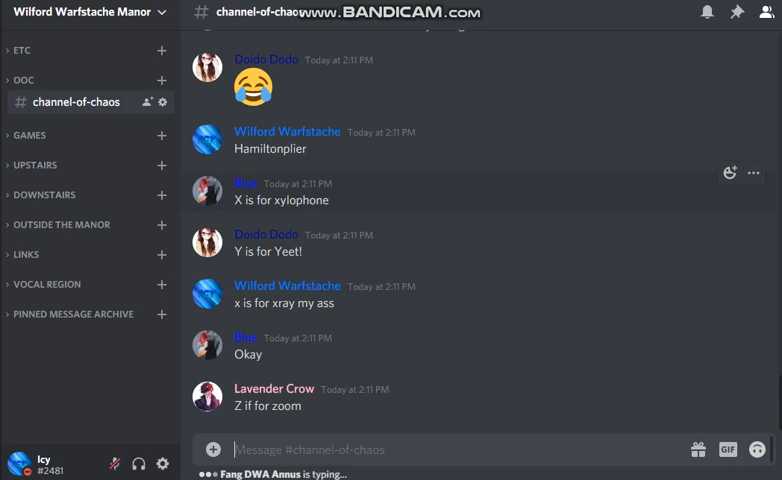 Wilford Warfstache Manor
# channel-of-chaos
www.BANDICAM.com
ETC
OOC
# channel-of-chaos
GAMES
UPSTAIRS
DOWNSTAIRS
OUTSIDE THE MANOR
LINKS
VOCAL REGION
PINNED MESSAGE ARCHIVE
Icy
#2481
Doido Dodo Today at 2:11 PM
Wilford Warfstache Today at 2:11 PM
Hamiltonplier
Blue Today at 2:11 PM
X is for xylophone
Doido Dodo Today at 2:11 PM
Y is for Yeet!
Wilford Warfstache Today at 2:11 PM
x is for xray my ass
Blue Today at 2:11 PM
Okay
Lavender Crow Today at 2:11 PM
Z if for zoom
Message #channel-of-chaos
GIF
Fang DWA Annus is typing...